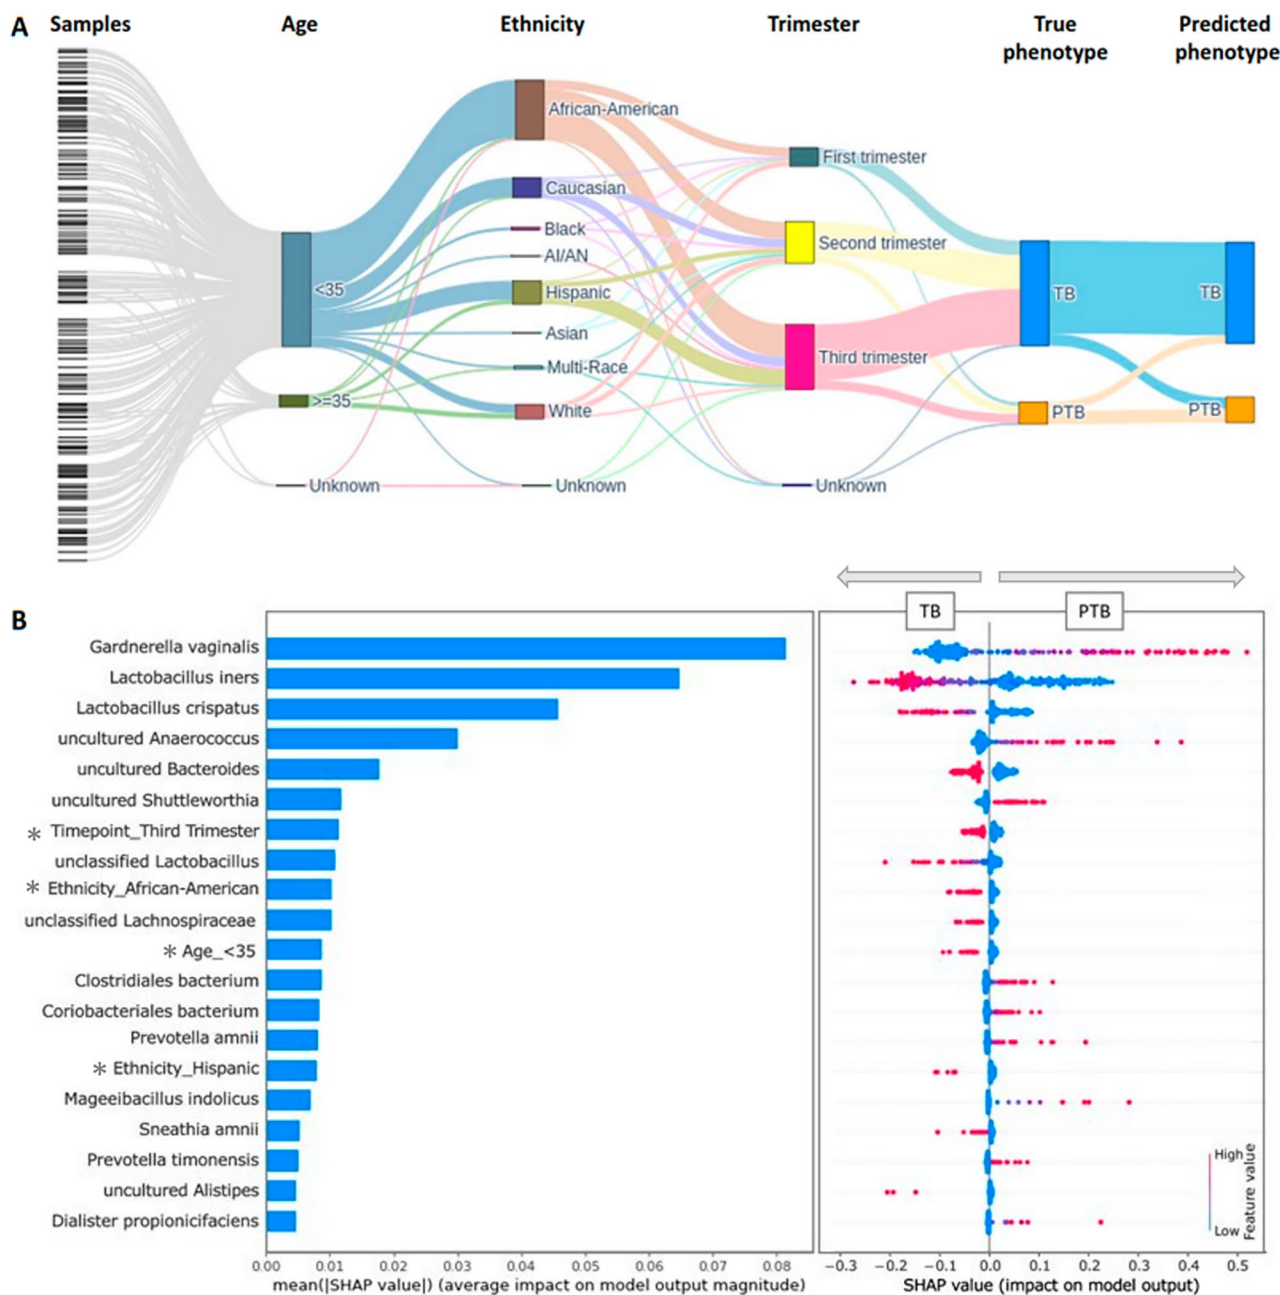 A
Samples
Age
Ethnicity
Trimester
True
phenotype
Predicted
phenotype
African-American
First trimester
Caucasian
Black
Second trimester
AI/AN
<35
Hispanic
TB
TB
Asian
Third trimester
Multi-Race
>=35
White
PTB
PTB
Unknown
Unknown
Unknown
B
TB
PTB
Gardnerella vaginalis
Lactobacillus iners
Lactobacillus crispatus
uncultured Anaerococcus
uncultured Bacteroides
uncultured Shuttleworthia
* Timepoint_Third Trimester
unclassified Lactobacillus
* Ethnicity_African-American
unclassified Lachnospiraceae
* Age_<35
Clostridiales bacterium
Coriobacteriales bacterium
Prevotella amnii
* Ethnicity_Hispanic
Mageeibacillus indolicus
Sneathia amnii
Prevotella timonensis
uncultured Alistipes
Dialister propionicifaciens
0.00 0.01 0.02 0.03 0.04 0.05 0.06 0.07 0.08
mean(|SHAP value|) (average impact on model output magnitude)
High
Feature value
Low
−0.3 −0.2 −0.1 0.0 0.1 0.2 0.3 0.4 0.5
SHAP value (impact on model output)